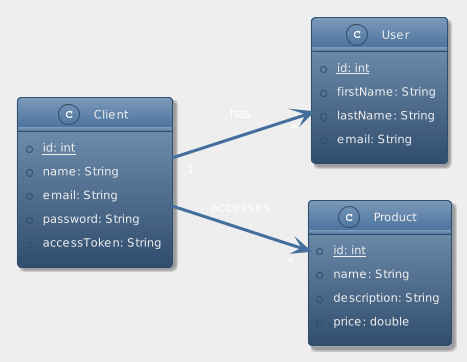 C Client
id: int
name: String
email: String
password: String
accessToken: String
has
1
*
accesses
*
C User
id: int
firstName: String
lastName: String
email: String
C Product
id: int
name: String
description: String
price: double